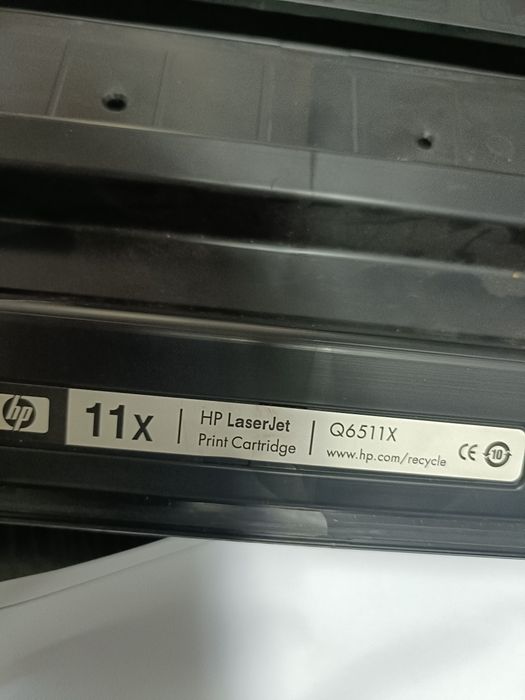 hp
11X
HP LaserJet
Print Cartridge
Q6511X
www.hp.com/recycle
CE
10